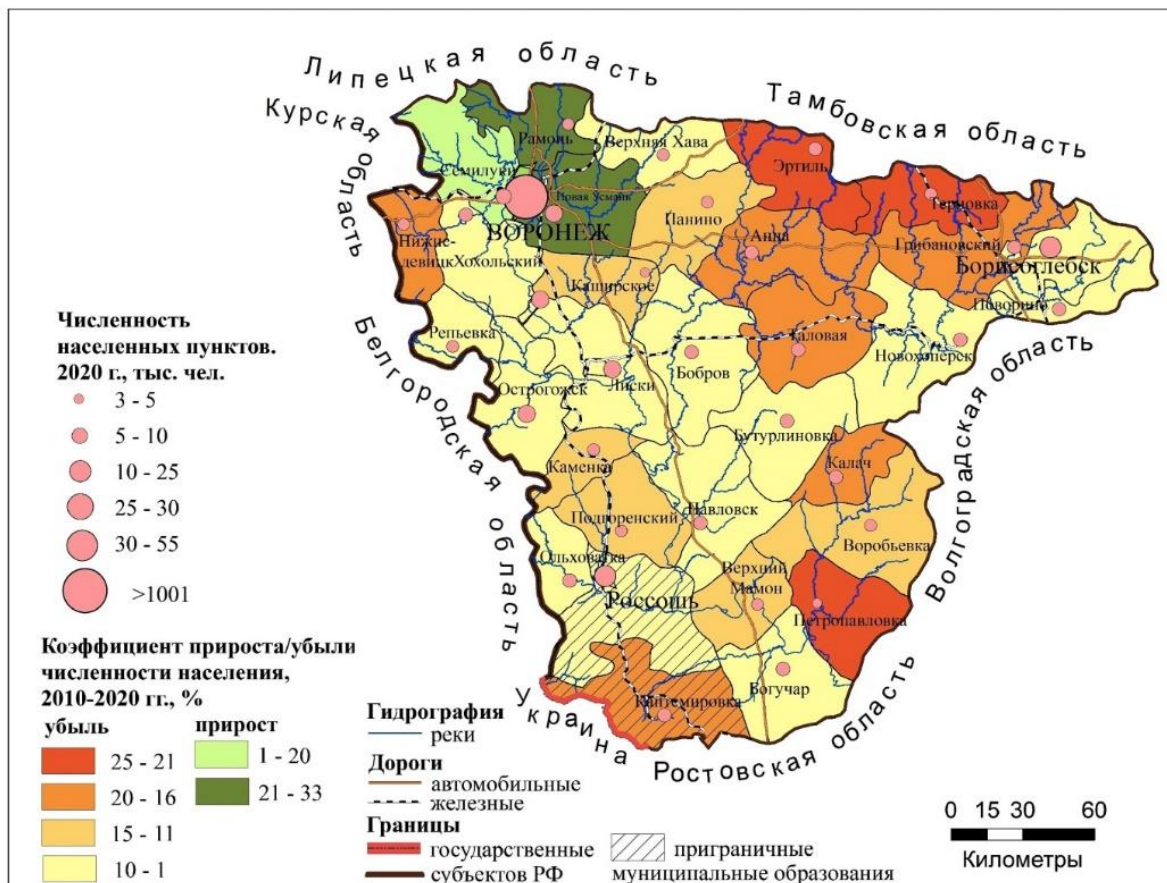 Липецкая область
Курская область
Тамбовская область
Рамонь
Верхняя Хава
Эртиль
Семилуки
Новая Усмань
Панино
Терновка
ВОРОНЕЖ
Нижне-
девицк
Хохольский
Анна
Грибановский
Борисоглебск
Каширское
Поворино
Репьевка
Таловая
Новохоперск
Белгородская область
Острогожск
Лиски
Бобров
Бутурлиновка
Волгоградская область
Каменка
Калач
Подгоренский
Павловск
Воробьевка
Ольховатка
Верхний
Мамон
Россошь
Петропавловка
Богучар
Кантемировка
Украина
Ростовская область
Численность
населенных пунктов.
2020 г., тыс. чел.
3 - 5
5 - 10
10 - 25
25 - 30
30 - 55
>1001
Коэффициент прироста/убыли
численности населения,
2010-2020 гг., %
убыль
прирост
25 - 21
20 - 16
15 - 11
10 - 1
1 - 20
21 - 33
Гидрография
реки
Дороги
автомобильные
железные
Границы
государственные
субъектов РФ
приграничные
муниципальные образования
0 15 30 60
Километры